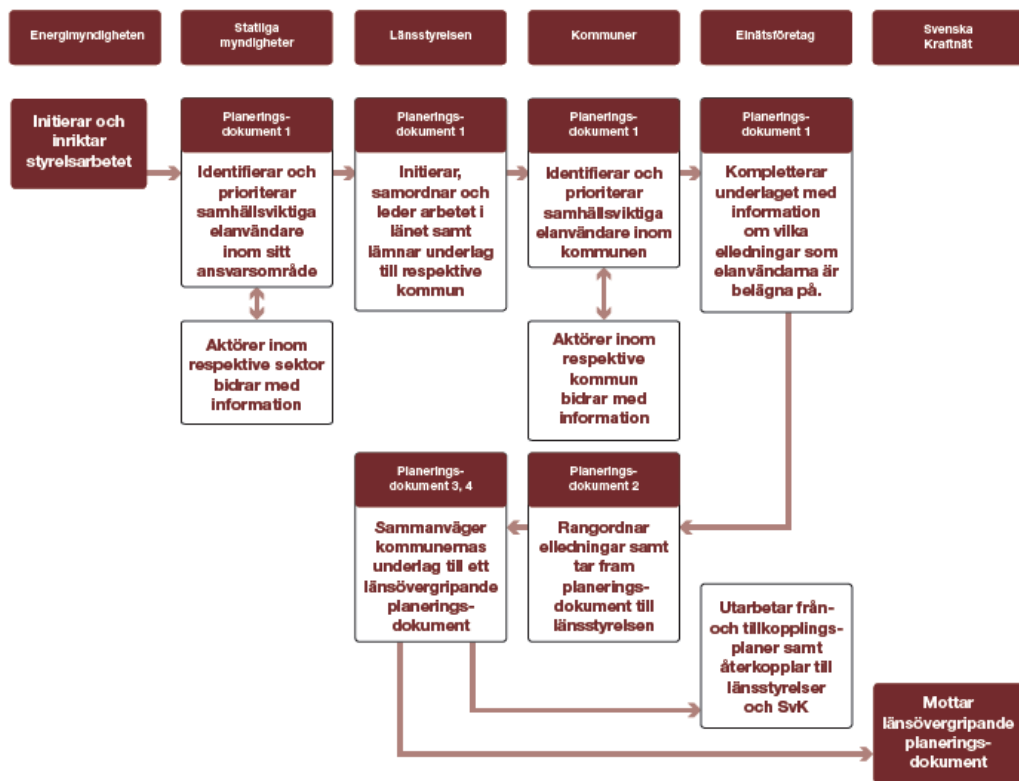 Energimyndigheten
Statliga
myndigheter
Länsstyrelsen
Kommuner
Elnätsföretag
Svenska
Kraftnät
Initierar och
inriktar
styrelsarbetet
Planerings-
dokument 1
Identifierar och
prioriterar
samhällsviktiga
elanvändare
inom sitt
ansvarsområde
Planerings-
dokument 1
Initierar,
samordnar och
leder arbetet i
länet samt
lämnar underlag
till respektive
kommun
Planerings-
dokument 1
Identifierar och
prioriterar
samhällsviktiga
elanvändare inom
kommunen
Planerings-
dokument 1
Kompletterar
underlaget med
information
om vilka
elledningar som
elanvändarna är
belägna på.
Aktörer inom
respektive sektor
bidrar med
information
Aktörer inom
respektive
kommun
bidrar med
information
Planerings-
dokument 3, 4
Sammanväger
kommunernas
underlag till ett
länsövergripande
planerings-
dokument
Planerings-
dokument 2
Rangordnar
elledningar samt
tar fram
planerings-
dokument till
länsstyrelsen
Utarbetar från-
och tillkopplings-
planer samt
återkopplar till
länsstyrelser
och SvK
Mottar
länsövergripande
planerings-
dokument